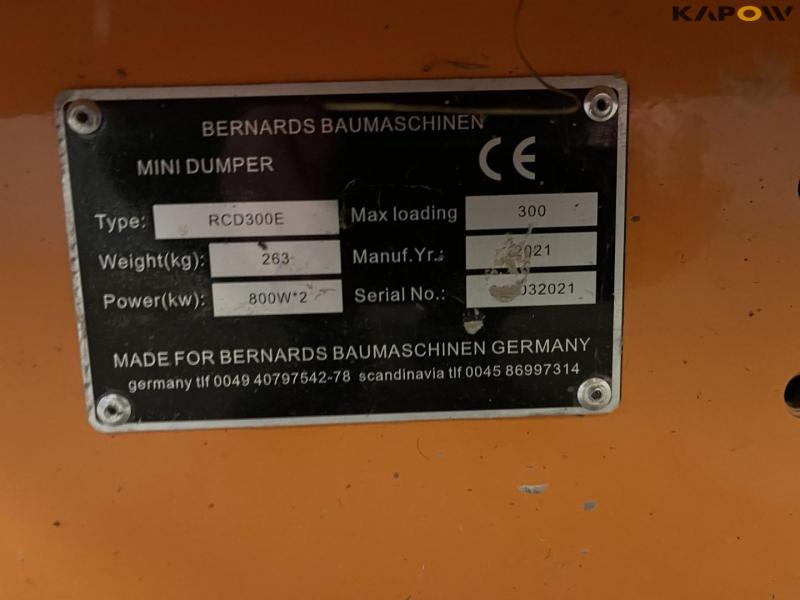 KAPOW
BERNARDS BAUMASCHINEN
MINI DUMPER CE
Type: RCD300E Max loading 300
Weight(kg): 263 Manuf.Yr.: 2021
Power(kw): 800W*2 Serial No.:
MADE FOR BERNARDS BAUMASCHINEN GERMANY
germany tlf 0049 40797542-78 scandinavia tlf 0045 86997314